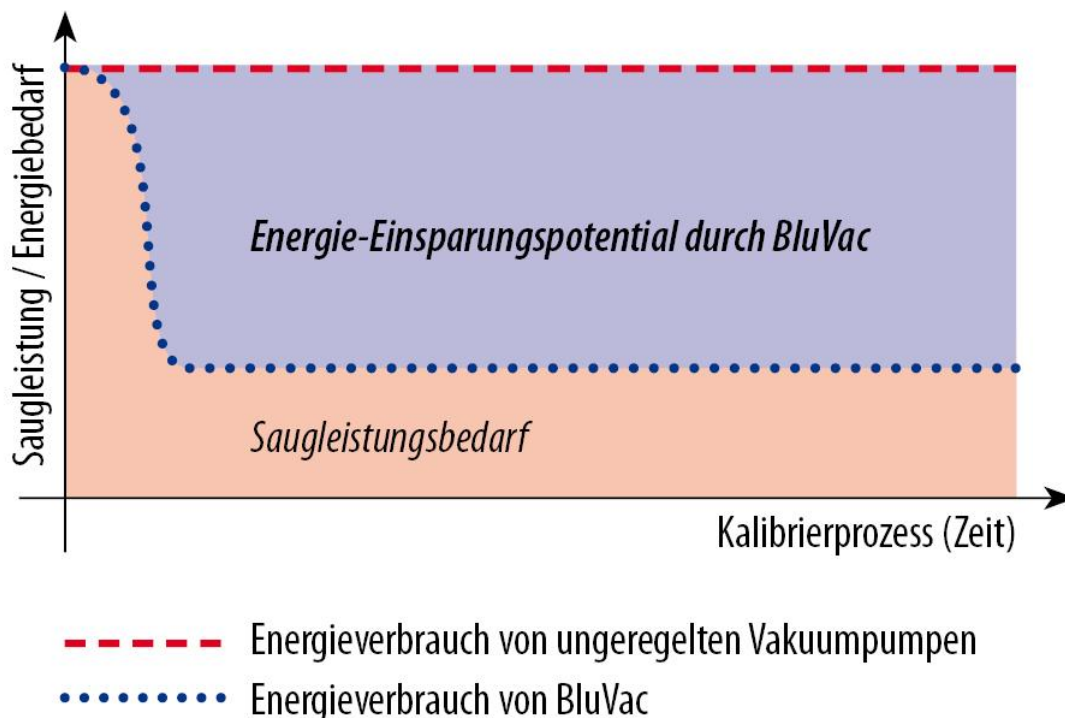 Saugleistung / Energiebedarf
Energie-Einsparungspotential durch BluVac
Saugleistungsbedarf
Kalibrierprozess (Zeit)
Energieverbrauch von ungeregelten Vakuumpumpen
Energieverbrauch von BluVac